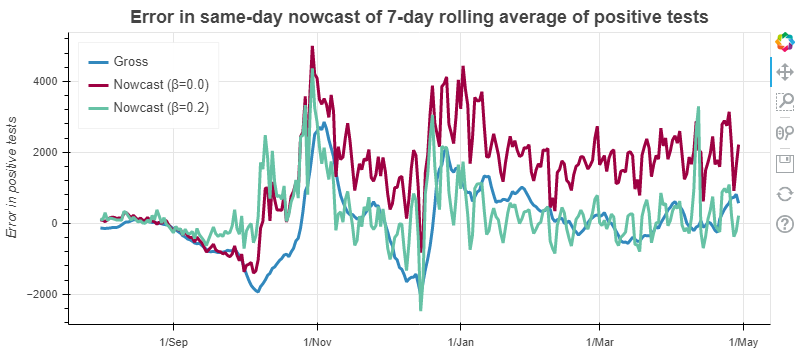 Error in same-day nowcast of 7-day rolling average of positive tests
Gross
Nowcast (β=0.0)
Nowcast (β=0.2)
Error in positive tests
4000
2000
0
−2000
1/Sep
1/Nov
1/Jan
1/Mar
1/May